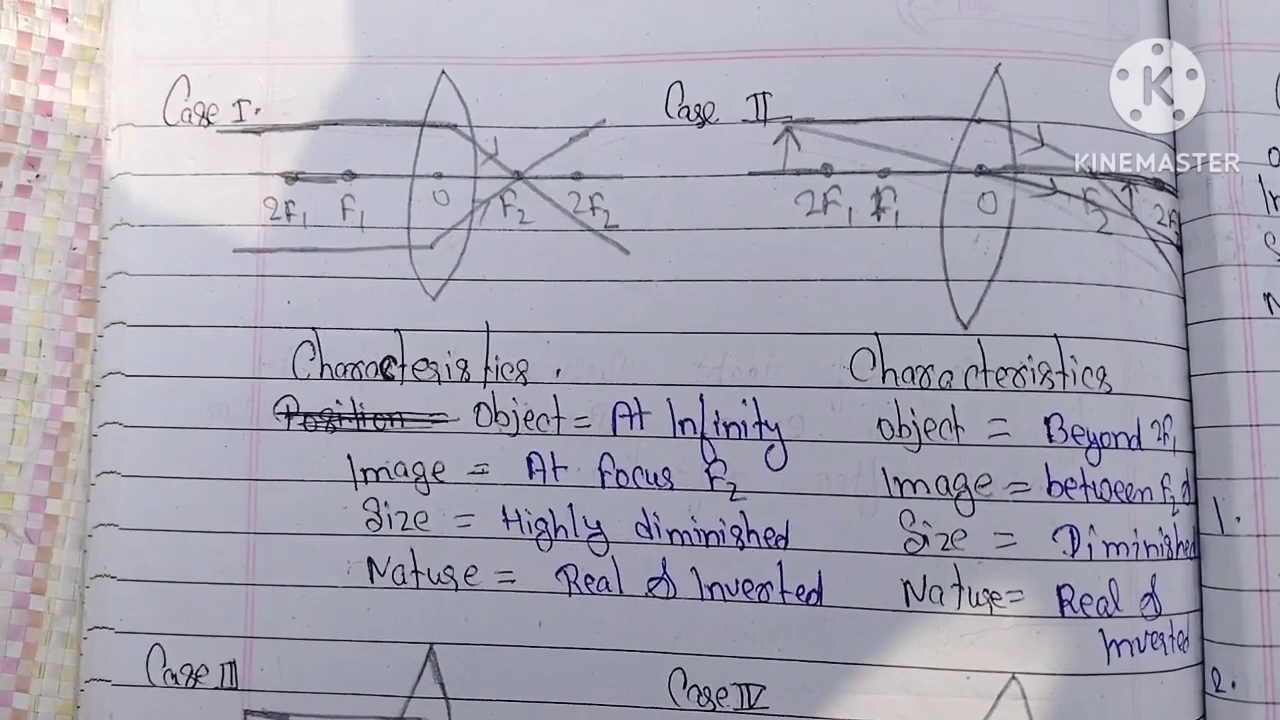 Case I.
2F1 F1 O F2 2F2
Characteristics.
Position = Object = At Infinity
Image = At focus F2
Size = Highly diminished
Nature = Real & Inverted
Case II
2F1 F1 O F2
KINEMASTER
Characteristics
object = Beyond 2F1
Image = between F2
Size = Diminished
Nature = Real &
Inverted
Case III
Case IV
1.
2.